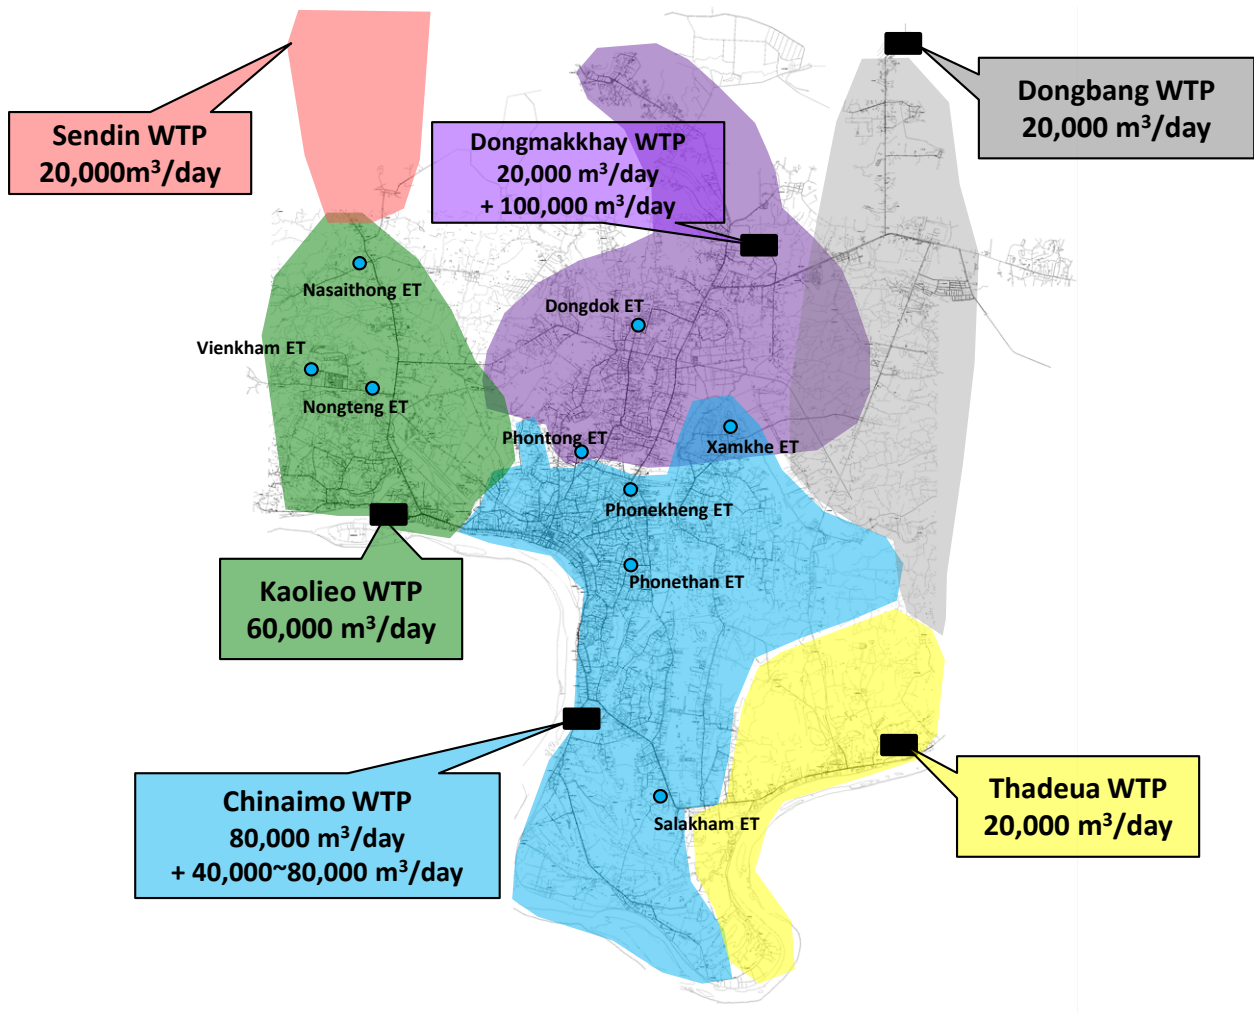 Sendin WTP
20,000m³/day
Dongmakkhay WTP
20,000 m³/day
+ 100,000 m³/day
Dongbang WTP
20,000 m³/day
Nasaithong ET
Dongdok ET
Vienkham ET
Nongteng ET
Phontong ET
Xamkhe ET
Phonekheng ET
Phonethan ET
Kaolieo WTP
60,000 m³/day
Chinaimo WTP
80,000 m³/day
+ 40,000~80,000 m³/day
Salakham ET
Thadeua WTP
20,000 m³/day